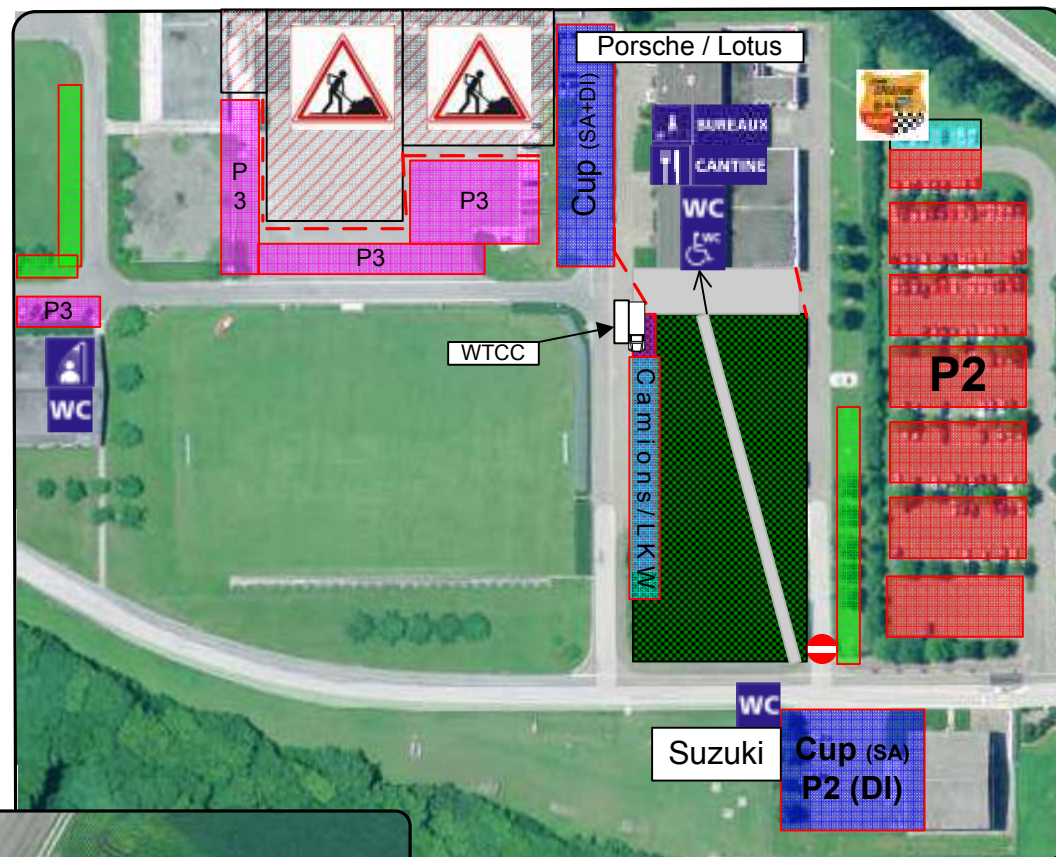 Porsche / Lotus
Cup (SA+DI)
BUREAUX
CANTINE
WC
WC
P
3
P3
P3
P3
WC
WTCC
Camions/LKW
P2
WC
Suzuki
Cup (SA)
P2 (DI)